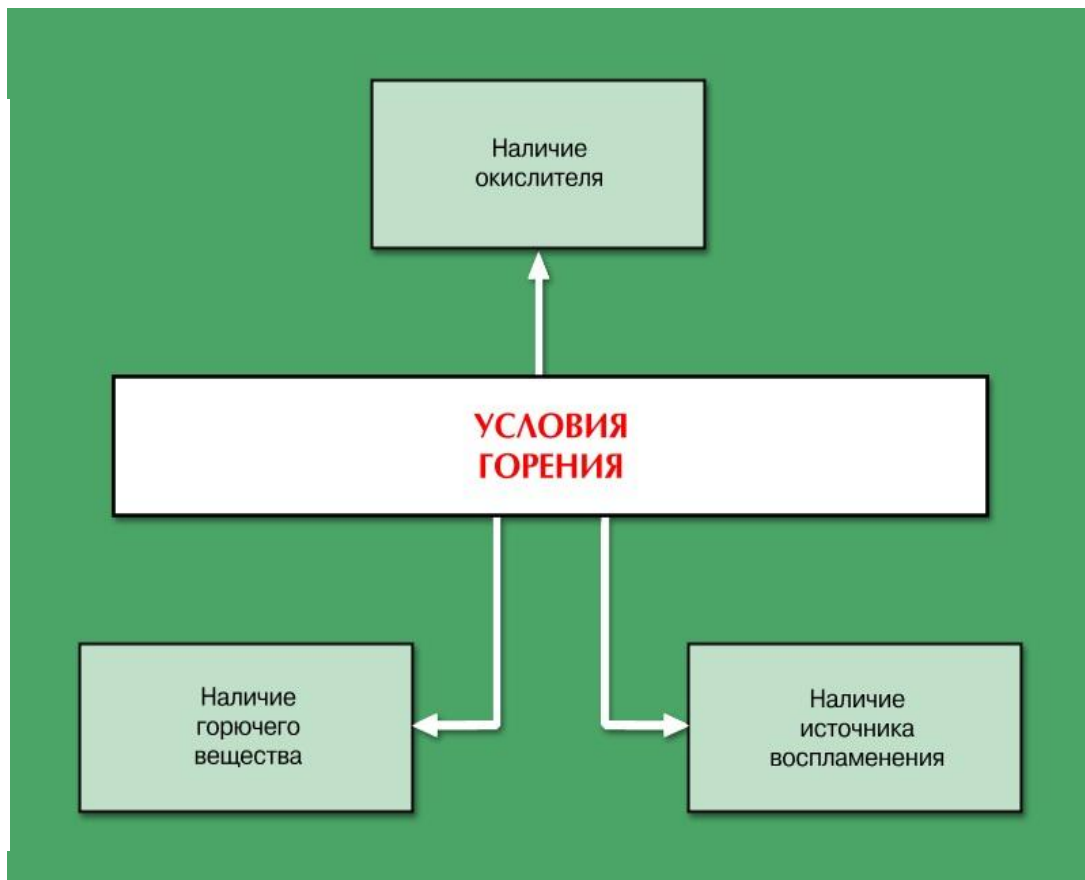 Наличие
окислителя
УСЛОВИЯ
ГОРЕНИЯ
Наличие
горючего
вещества
Наличие
источника
воспламенения